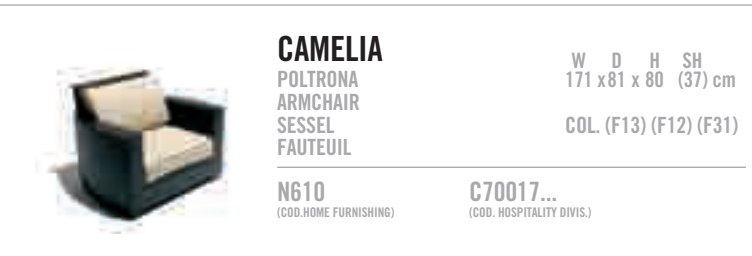 CAMELIA
POLTRONA
ARMCHAIR
SESSEL
FAUTEUIL
W D H SH
171 x 81 x 80 (37) cm
COL. (F13) (F12) (F31)
N610
(COD.HOME FURNISHING)
C70017...
(COD. HOSPITALITY DIVIS.)